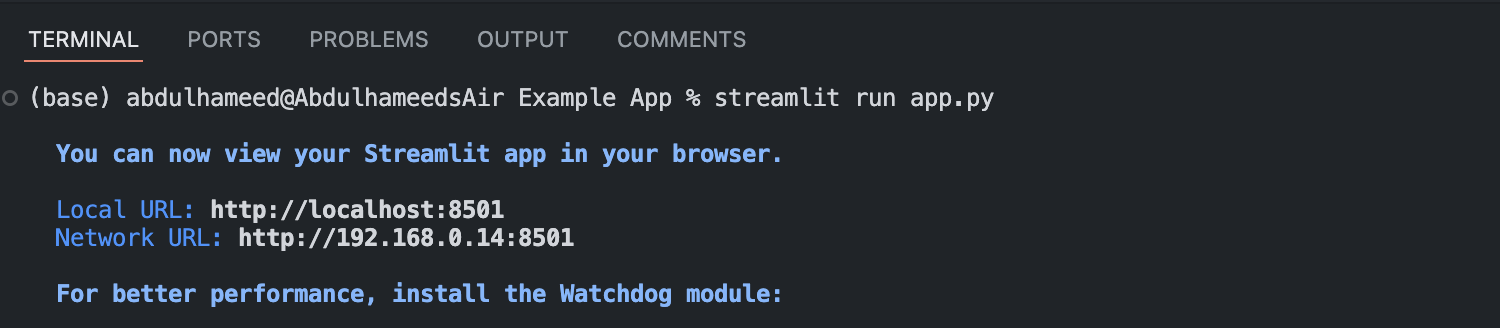 TERMINAL PORTS PROBLEMS OUTPUT COMMENTS
(base) abdulhameed@AbdulhameedsAir Example App % streamlit run app.py
You can now view your Streamlit app in your browser.
Local URL: http://localhost:8501
Network URL: http://192.168.0.14:8501
For better performance, install the Watchdog module: